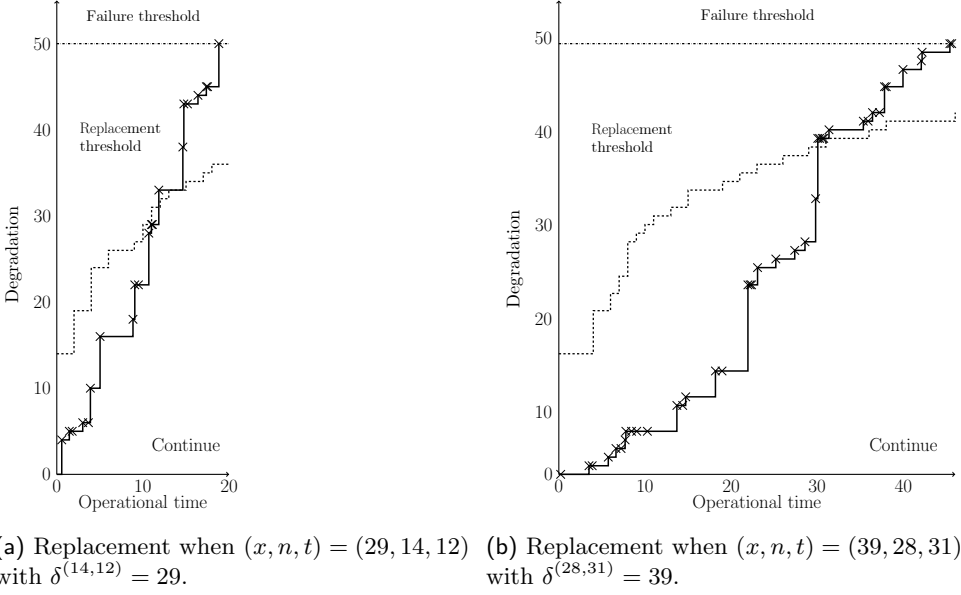 Failure threshold
50
40
Replacement
threshold
30
Degradation
20
10
Continue
0
0 10 20
Operational time
Failure threshold
50
40
Replacement
threshold
30
Degradation
20
10
Continue
0
0 10 20 30 40
Operational time
(a) Replacement when (x, n, t) = (29, 14, 12)
with δ^(14,12) = 29.
(b) Replacement when (x, n, t) = (39, 28, 31)
with δ^(28,31) = 39.